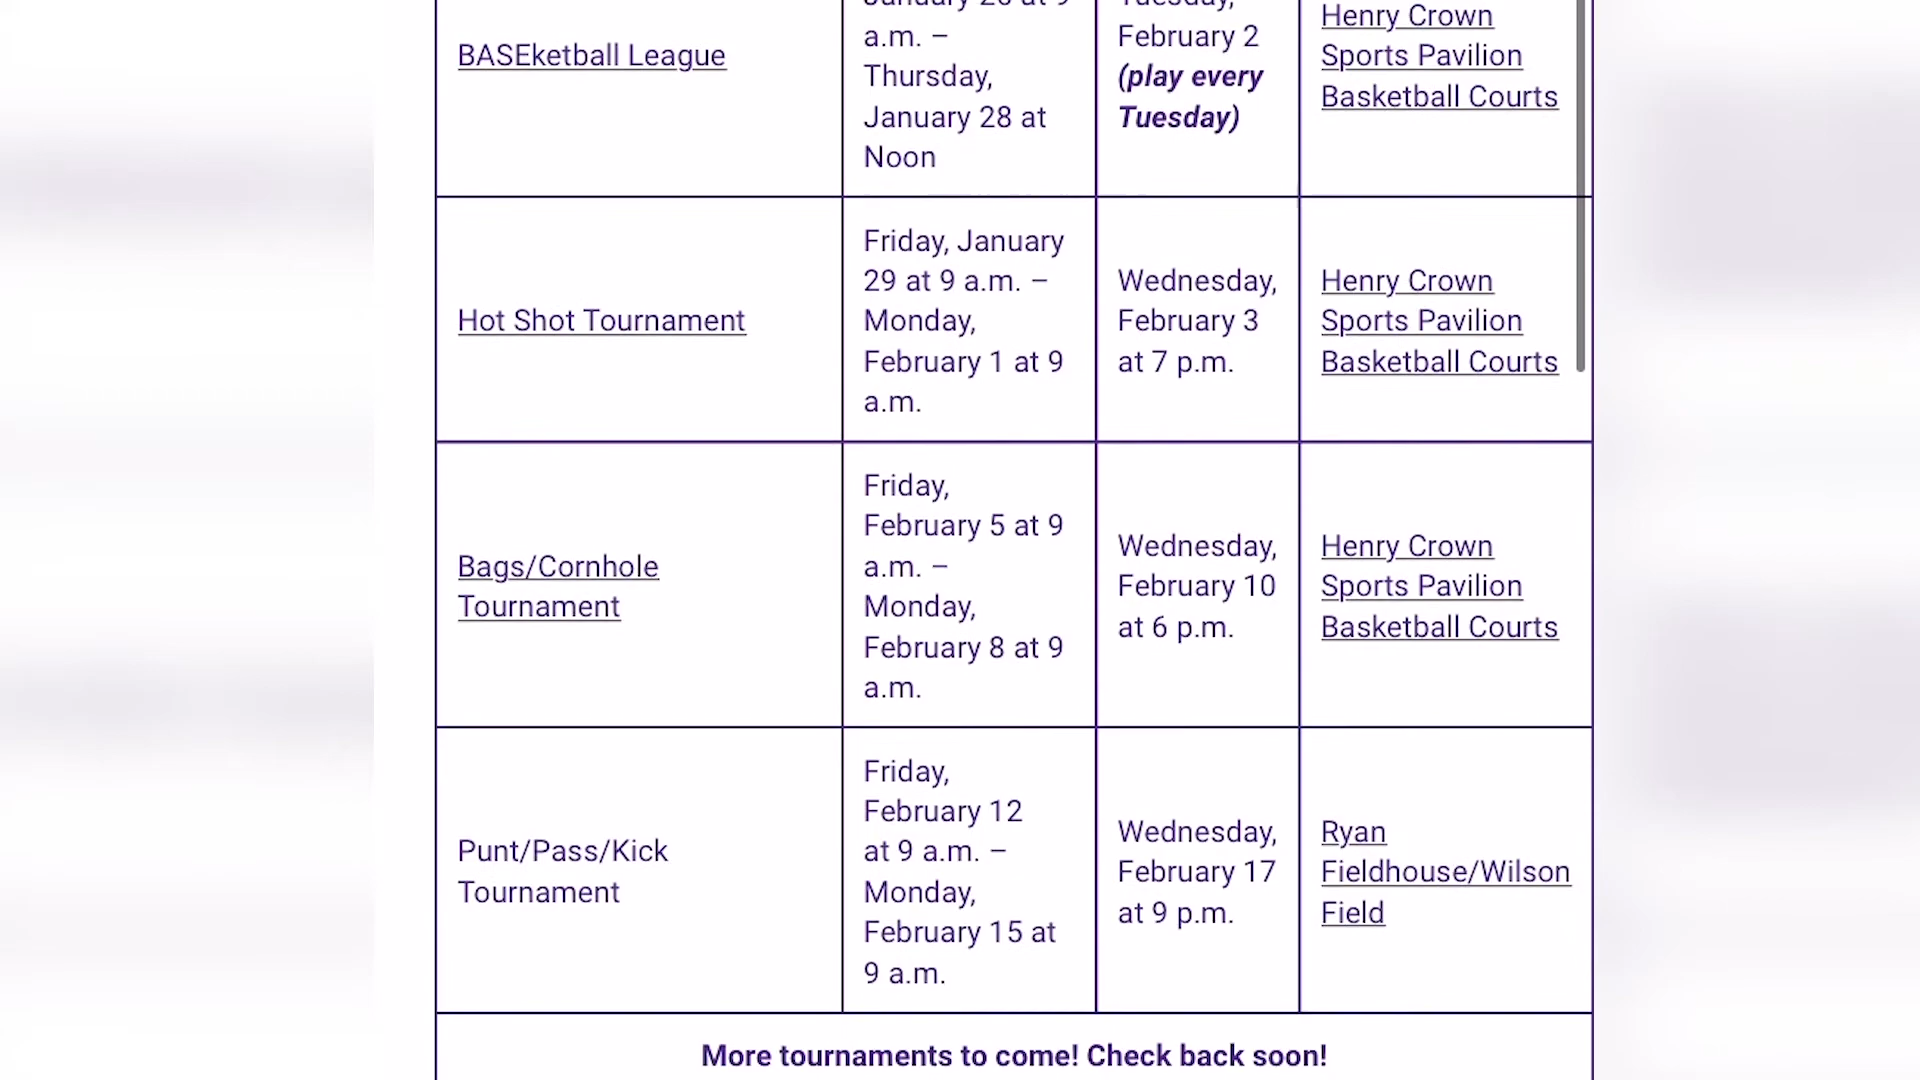 BASEketball League
a.m. –
Thursday,
January 28 at
Noon
Tuesday,
February 2
(play every
Tuesday)
Henry Crown
Sports Pavilion
Basketball Courts
Hot Shot Tournament
Friday, January
29 at 9 a.m. –
Monday,
February 1 at 9
a.m.
Wednesday,
February 3
at 7 p.m.
Henry Crown
Sports Pavilion
Basketball Courts
Bags/Cornhole
Tournament
Friday,
February 5 at 9
a.m. –
Monday,
February 8 at 9
a.m.
Wednesday,
February 10
at 6 p.m.
Henry Crown
Sports Pavilion
Basketball Courts
Punt/Pass/Kick
Tournament
Friday,
February 12
at 9 a.m. –
Monday,
February 15 at
9 a.m.
Wednesday,
February 17
at 9 p.m.
Ryan
Fieldhouse/Wilson
Field
More tournaments to come! Check back soon!